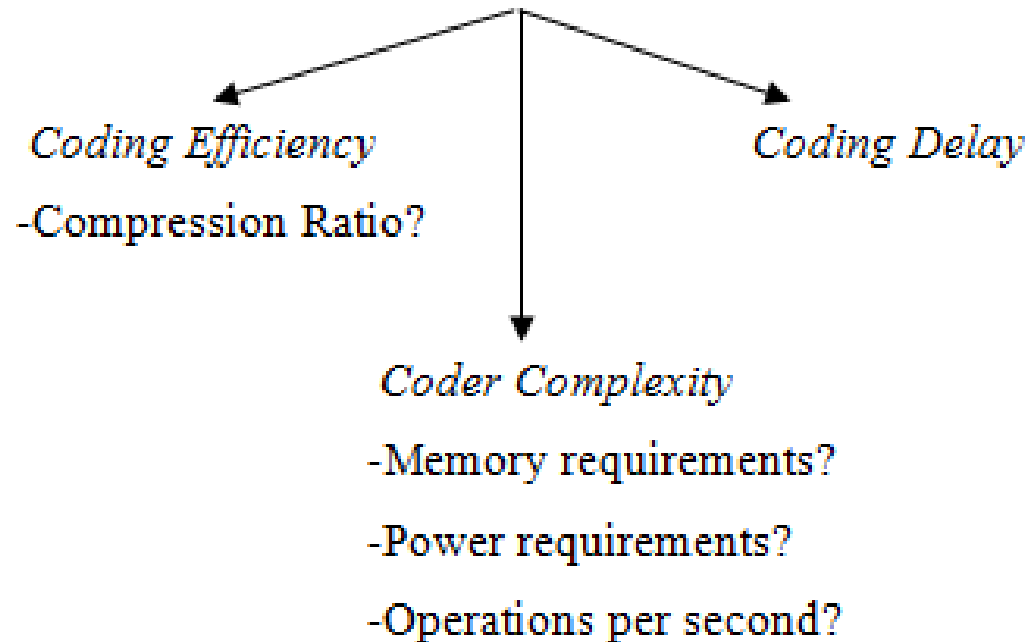 Coding Efficiency
-Compression Ratio?
Coding Delay
Coder Complexity
-Memory requirements?
-Power requirements?
-Operations per second?